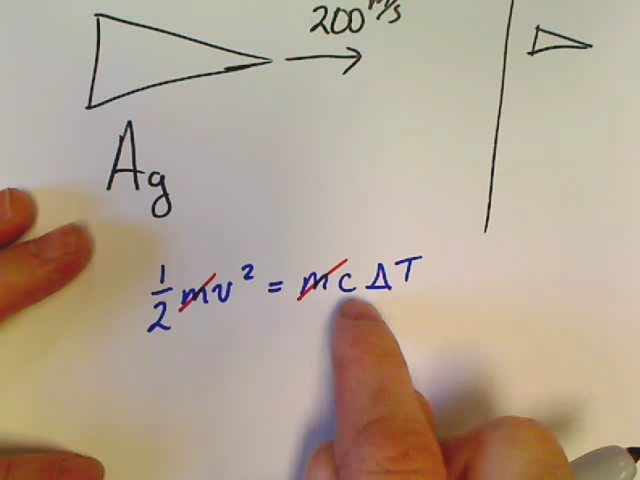 200 m/s
Ag
½mv² = mcΔT